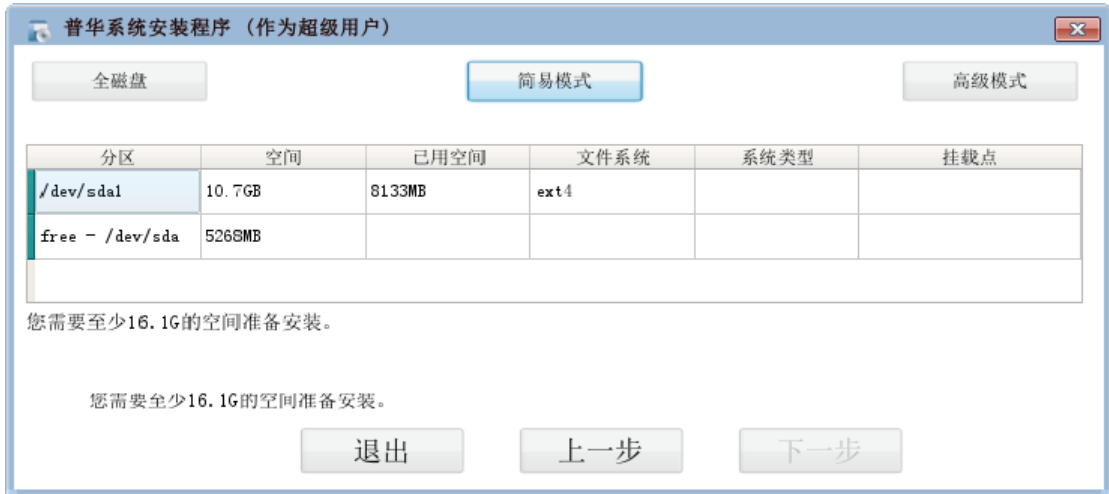 普华系统安装程序 (作为超级用户)
全磁盘 简易模式 高级模式
分区 空间 已用空间 文件系统 系统类型 挂载点
/dev/sda1 10.7GB 8133MB ext4
free - /dev/sda 5268MB
您需要至少16.1G的空间准备安装。
您需要至少16.1G的空间准备安装。
退出 上一步 下一步